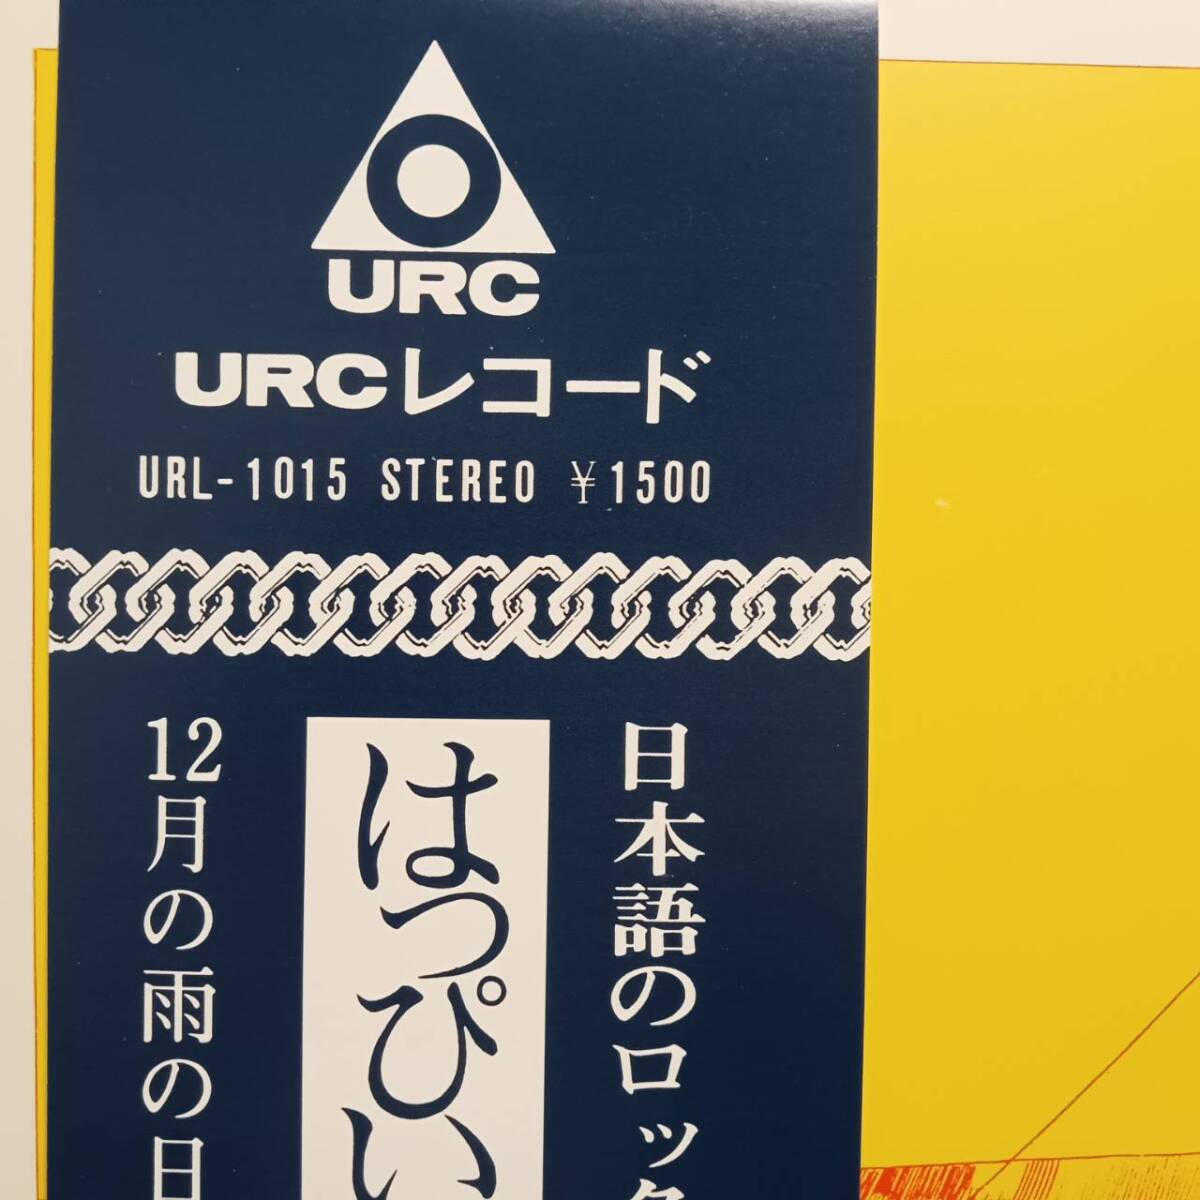 URC
URCレコード
URL-1015 STEREO ¥1500
日本語のロック
はっぴい
12月の雨の日